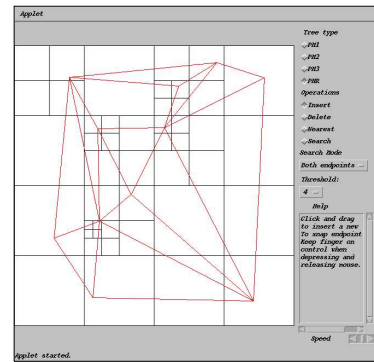 Applet
Tree type
PM1
PM2
PM3
PMR
Operations
Insert
Delete
Nearest
Search
Search Mode
Both endpoints
Threshold:
4
Help
Click and drag
to insert a new
To snap endpoint
Keep finger on
control when
depressing and
releasing mouse.
Speed
Applet started.